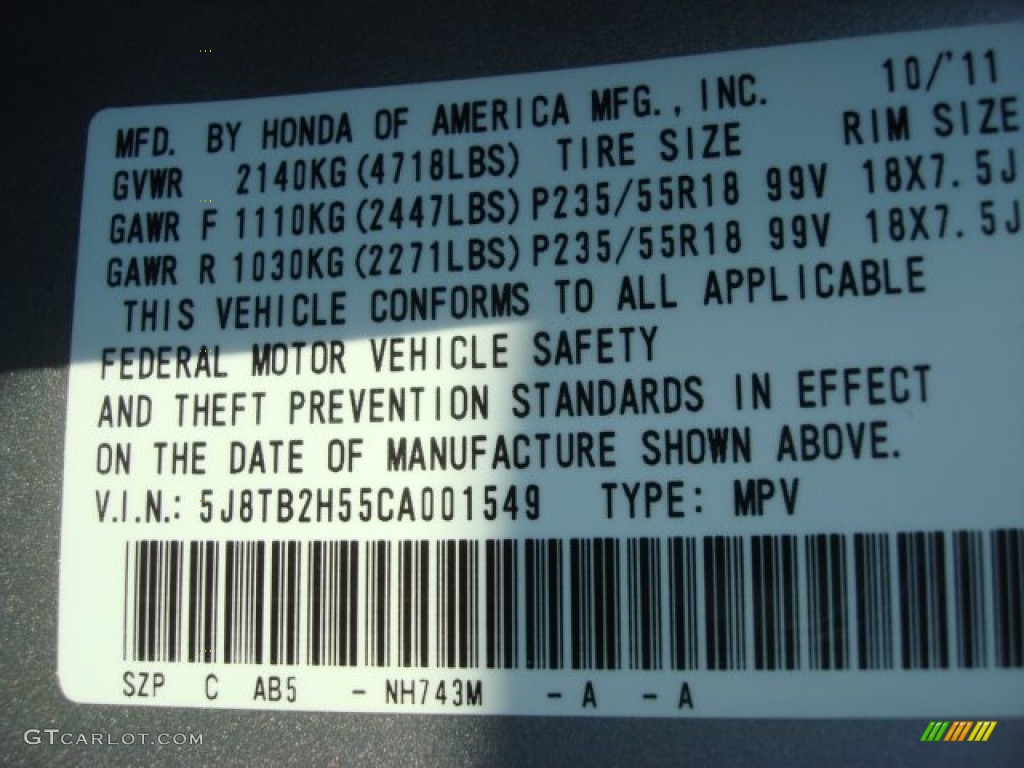 MFD. BY HONDA OF AMERICA MFG., INC. 10/'11
GVWR 2140KG(4718LBS) TIRE SIZE RIM SIZE
GAWR F 1110KG(2447LBS) P235/55R18 99V 18X7.5J
GAWR R 1030KG(2271LBS) P235/55R18 99V 18X7.5J
THIS VEHICLE CONFORMS TO ALL APPLICABLE
FEDERAL MOTOR VEHICLE SAFETY
AND THEFT PREVENTION STANDARDS IN EFFECT
ON THE DATE OF MANUFACTURE SHOWN ABOVE.
V.I.N.: 5J8TB2H55CA001549 TYPE: MPV
SZP C AB5 - NH743M - A - A
GTCARLOT.COM